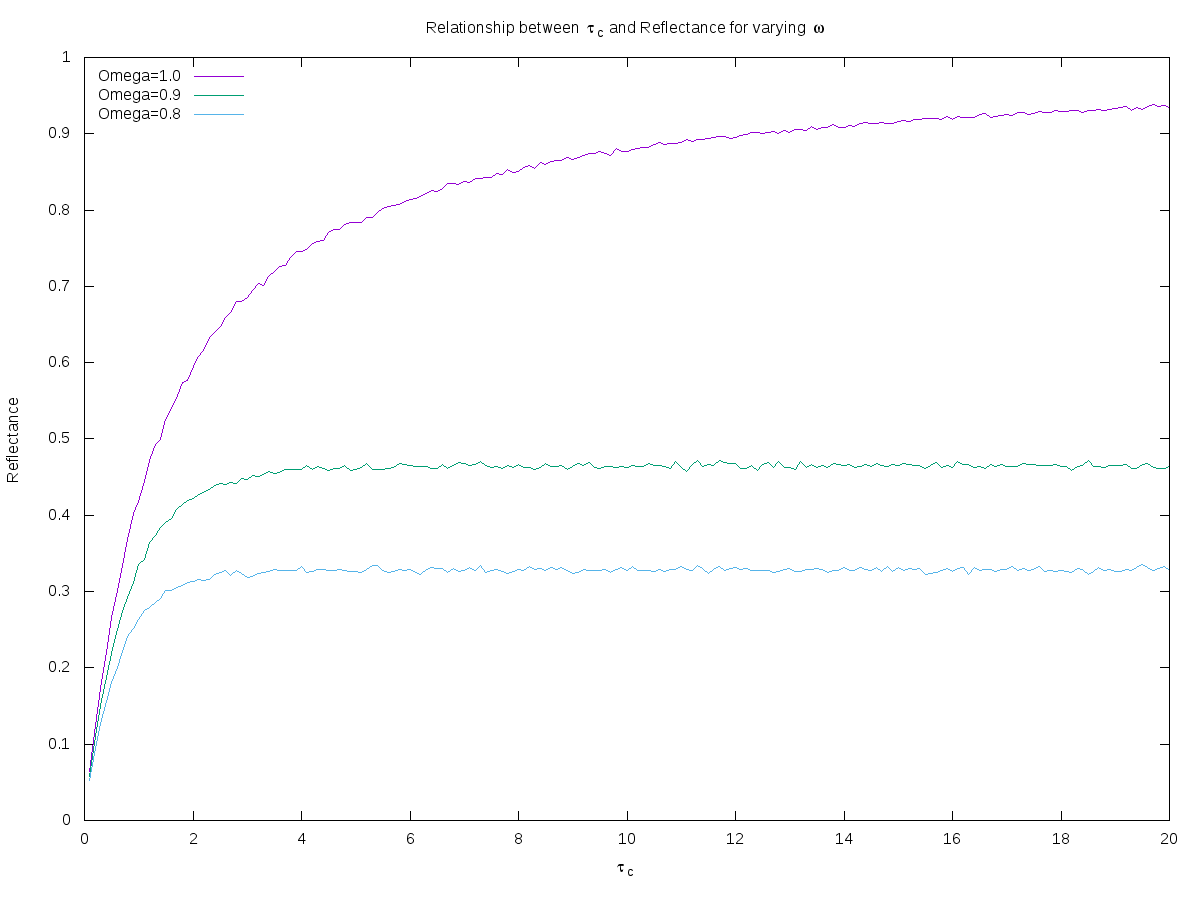 Relationship between τ c and Reflectance for varying ω
Omega=1.0
Omega=0.9
Omega=0.8
Reflectance
1
0.9
0.8
0.7
0.6
0.5
0.4
0.3
0.2
0.1
0
0 2 4 6 8 10 12 14 16 18 20
τ c